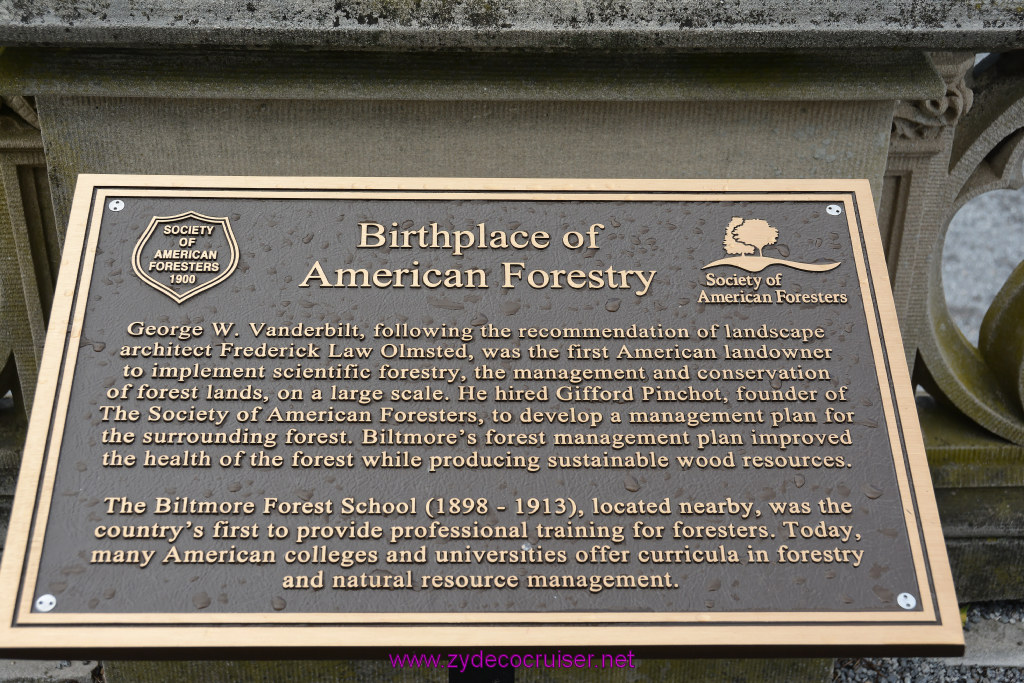 SOCIETY
OF
AMERICAN
FORESTERS
1900
Birthplace of
American Forestry
Society of
American Foresters
George W. Vanderbilt, following the recommendation of landscape
architect Frederick Law Olmsted, was the first American landowner
to implement scientific forestry, the management and conservation
of forest lands, on a large scale. He hired Gifford Pinchot, founder of
The Society of American Foresters, to develop a management plan for
the surrounding forest. Biltmore's forest management plan improved
the health of the forest while producing sustainable wood resources.
The Biltmore Forest School (1898 - 1913), located nearby, was the
country's first to provide professional training for foresters. Today,
many American colleges and universities offer curricula in forestry
and natural resource management.
www.zydecocruiser.net